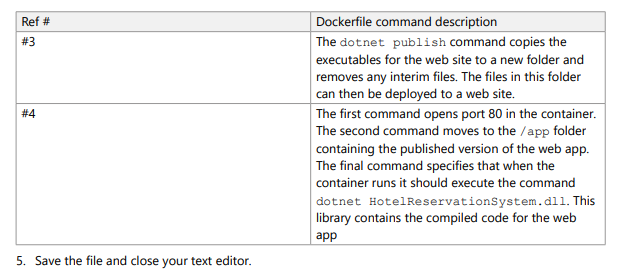 Ref # Dockerfile command description
#3 The dotnet publish command copies the
executables for the web site to a new folder and
removes any interim files. The files in this folder
can then be deployed to a web site.
#4 The first command opens port 80 in the container.
The second command moves to the /app folder
containing the published version of the web app.
The final command specifies that when the
container runs it should execute the command
dotnet HotelReservationSystem.dll. This
library contains the compiled code for the web
app
5. Save the file and close your text editor.